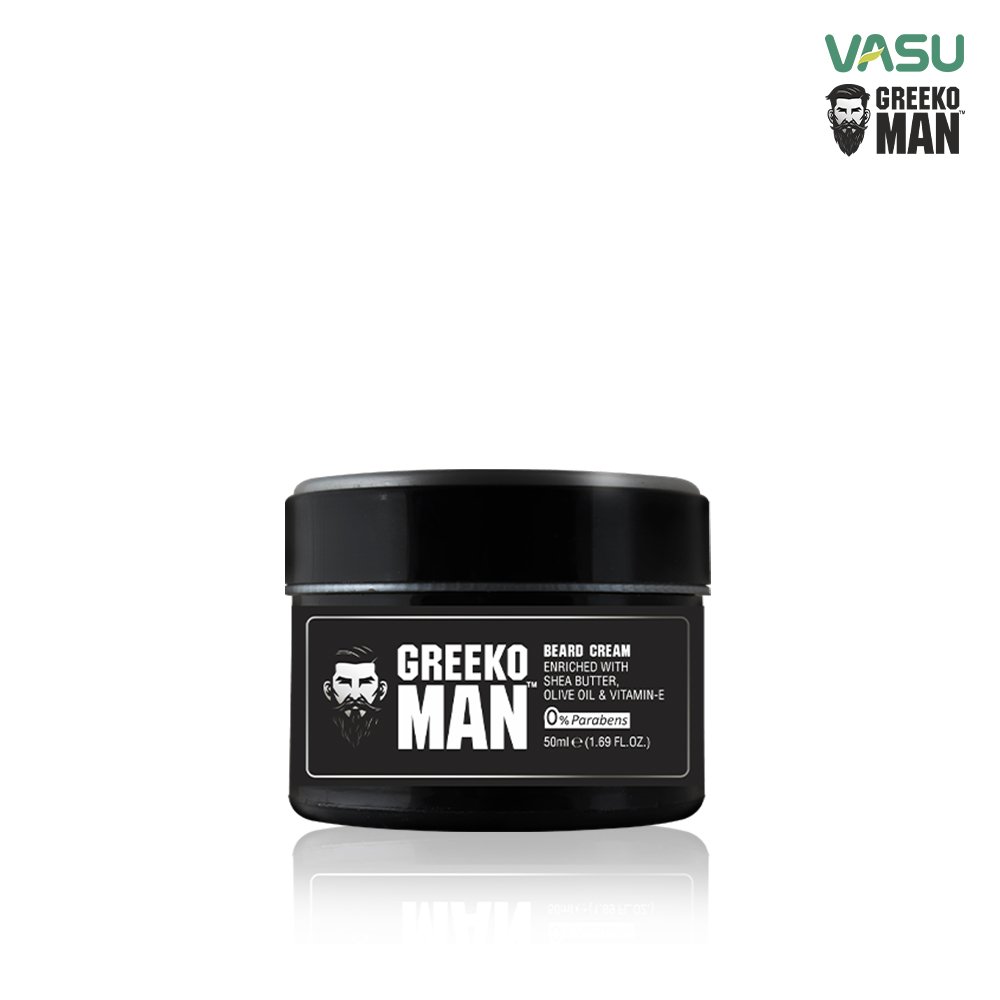 VASU
GREEKO
MAN™
GREEKO
MAN™
BEARD CREAM
ENRICHED WITH
SHEA BUTTER,
OLIVE OIL & VITAMIN-E
0% Parabens
50ml ℮ (1.69 FL.OZ.)